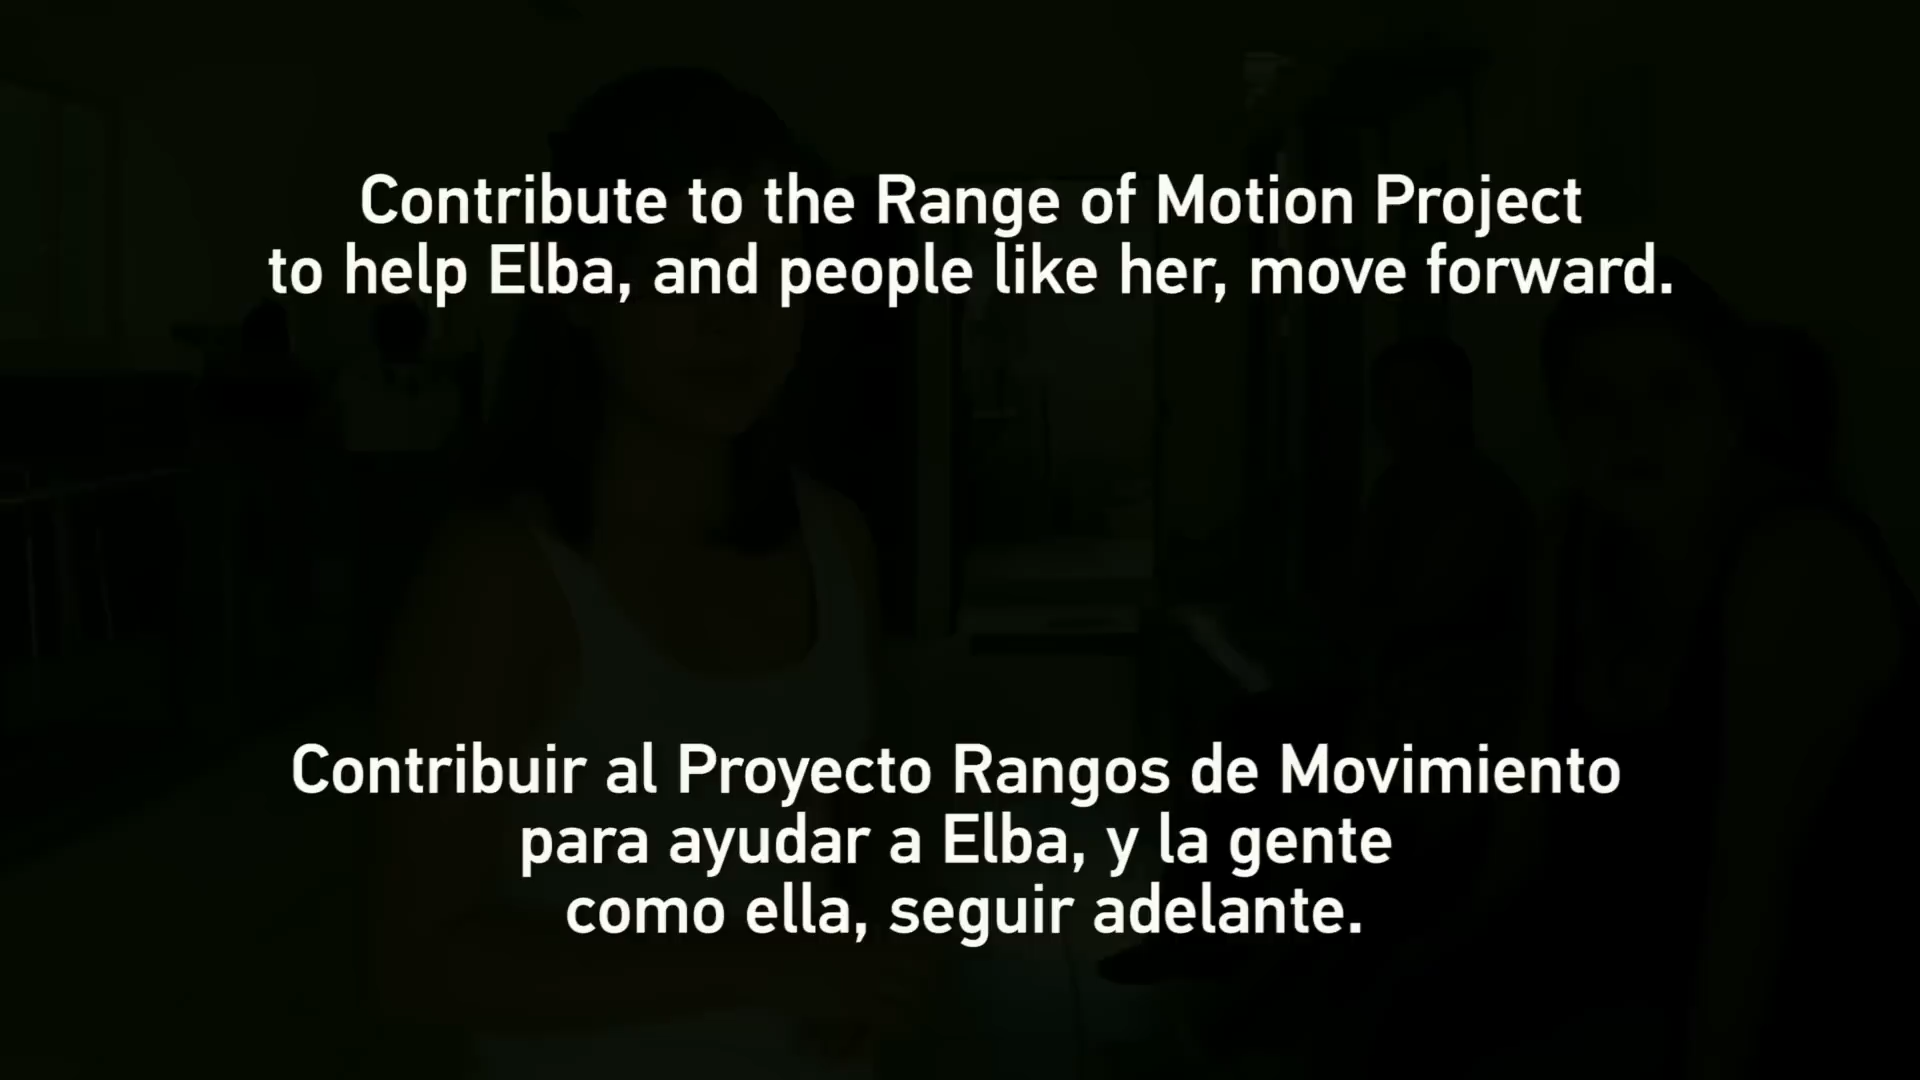 Contribute to the Range of Motion Project
to help Elba, and people like her, move forward.
Contribuir al Proyecto Rangos de Movimiento
para ayudar a Elba, y la gente
como ella, seguir adelante.